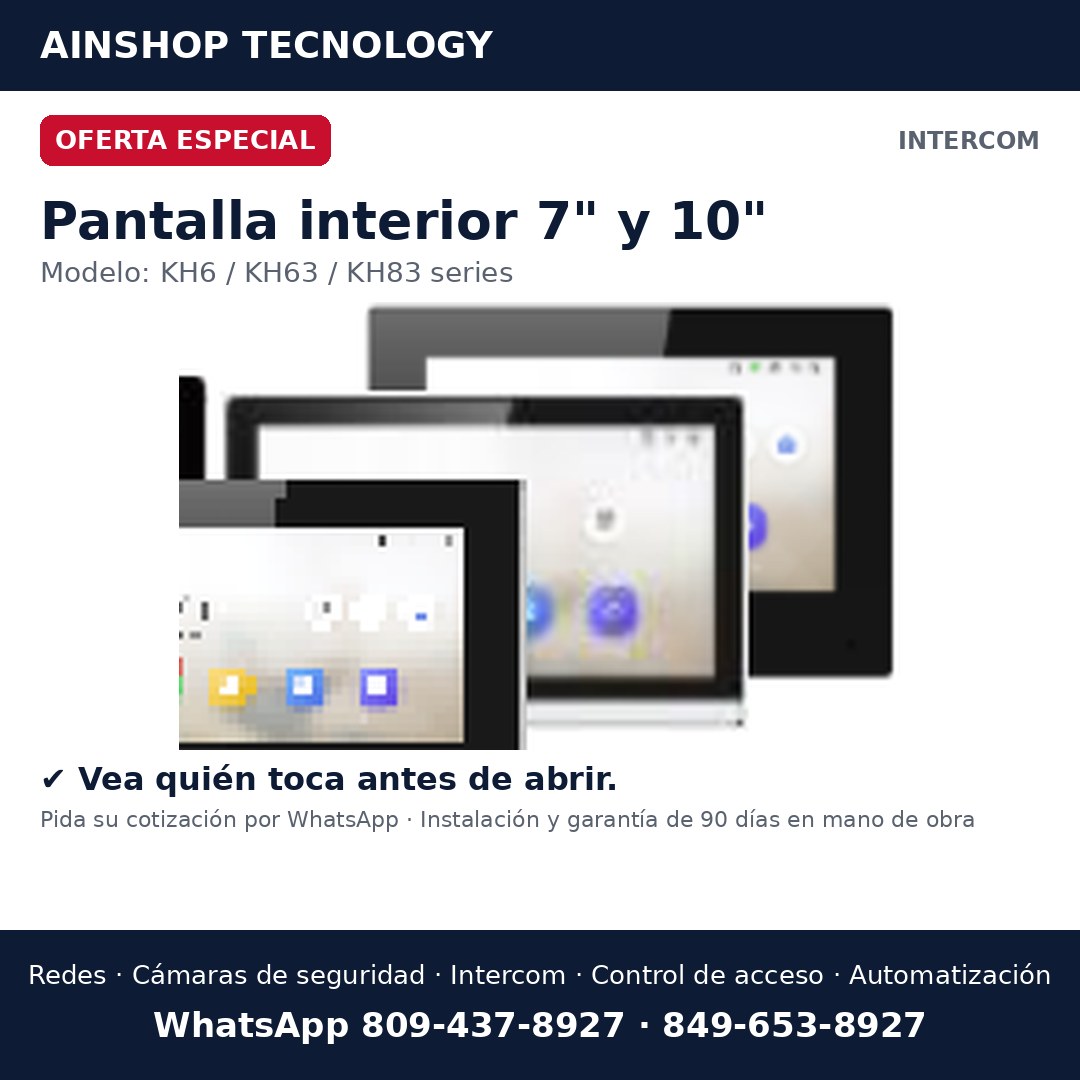 AINSHOP TECNOLOGY
OFERTA ESPECIAL
INTERCOM
Pantalla interior 7" y 10"
Modelo: KH6 / KH63 / KH83 series
✔ Vea quién toca antes de abrir.
Pida su cotización por WhatsApp · Instalación y garantía de 90 días en mano de obra
Redes · Cámaras de seguridad · Intercom · Control de acceso · Automatización
WhatsApp 809-437-8927 · 849-653-8927